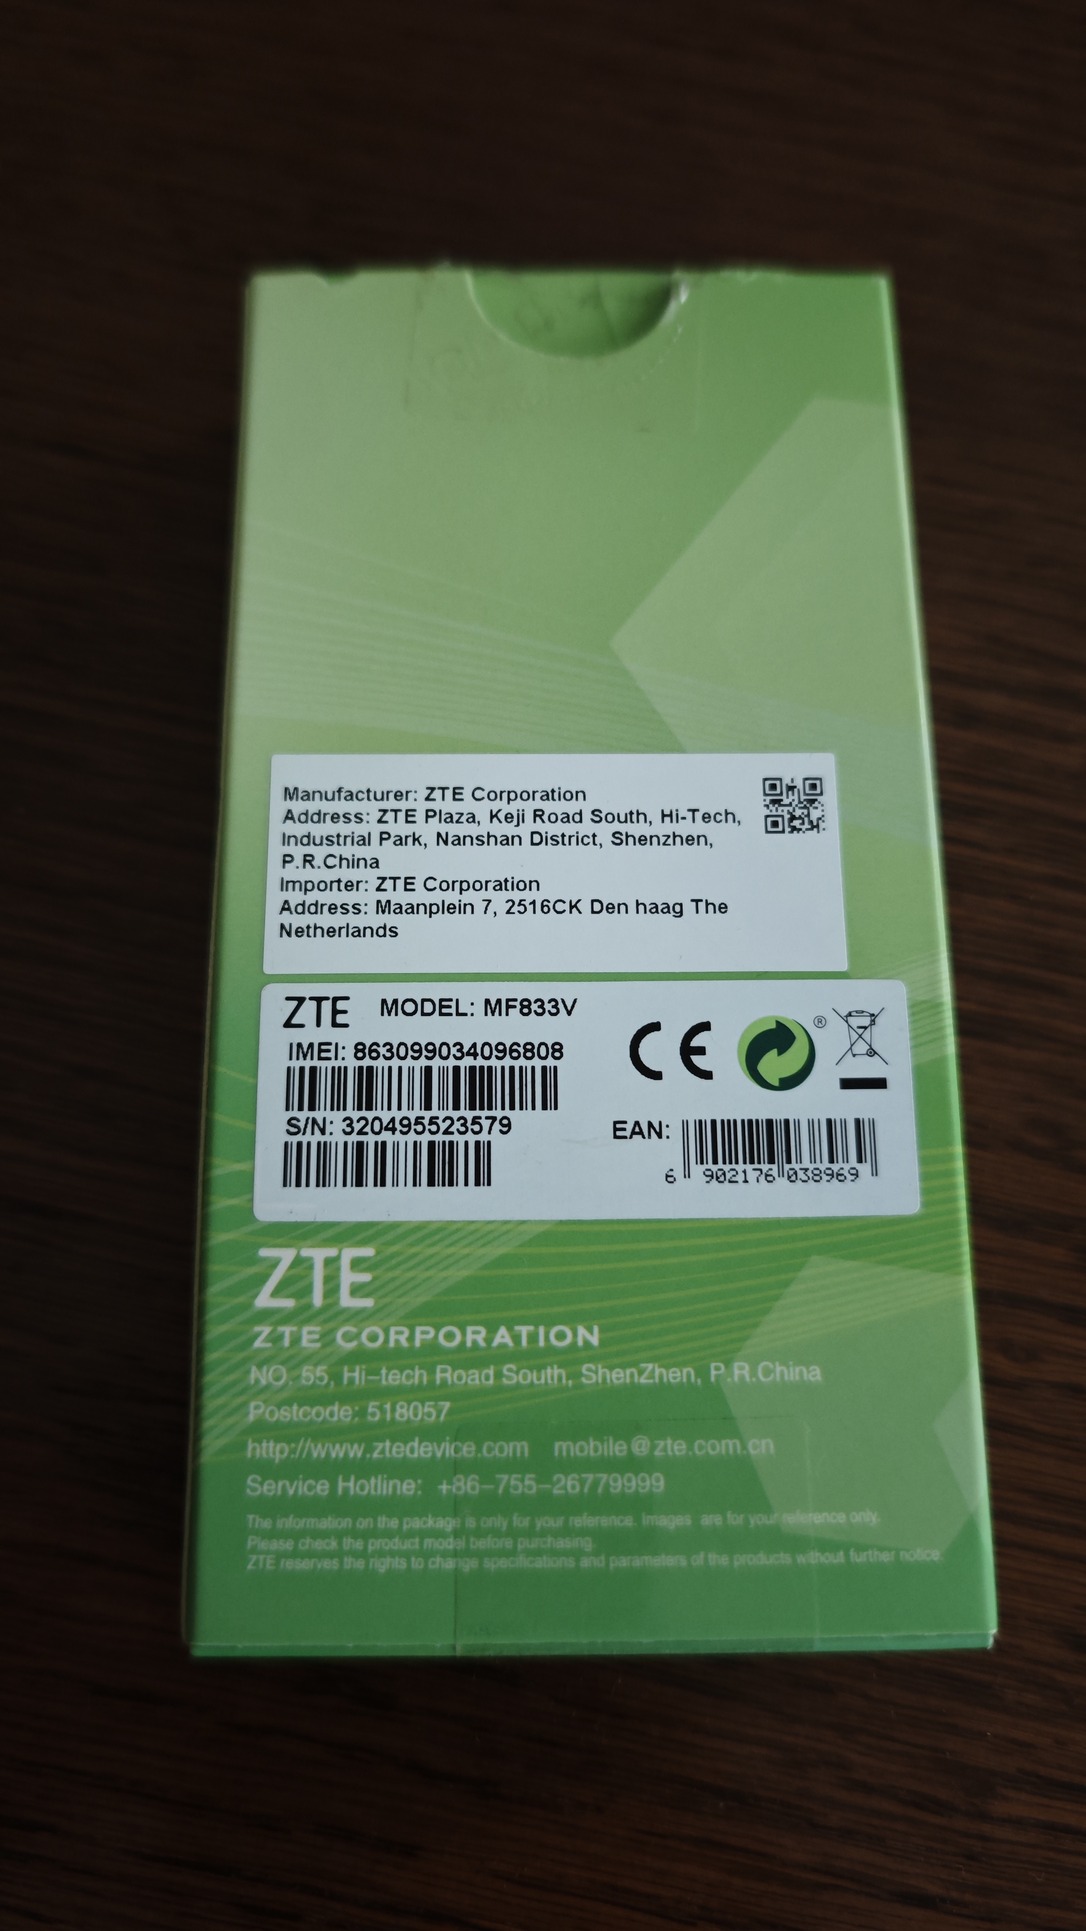 Manufacturer: ZTE Corporation
Address: ZTE Plaza, Keji Road South, Hi-Tech,
Industrial Park, Nanshan District, Shenzhen,
P.R.China
Importer: ZTE Corporation
Address: Maanplein 7, 2516CK Den haag The
Netherlands
ZTE MODEL: MF833V
IMEI: 863099034096808
S/N: 320495523579
CE ®
EAN:
6 902176 038969
ZTE
ZTE CORPORATION
NO. 55, Hi-tech Road South, ShenZhen, P.R.China
Postcode: 518057
http://www.ztedevice.com mobile@zte.com.cn
Service Hotline: +86-755-26779999
The information on the package is only for your reference. Images are for your reference only.
Please check the product model before purchasing.
ZTE reserves the rights to change specifications and parameters of the products without further notice.